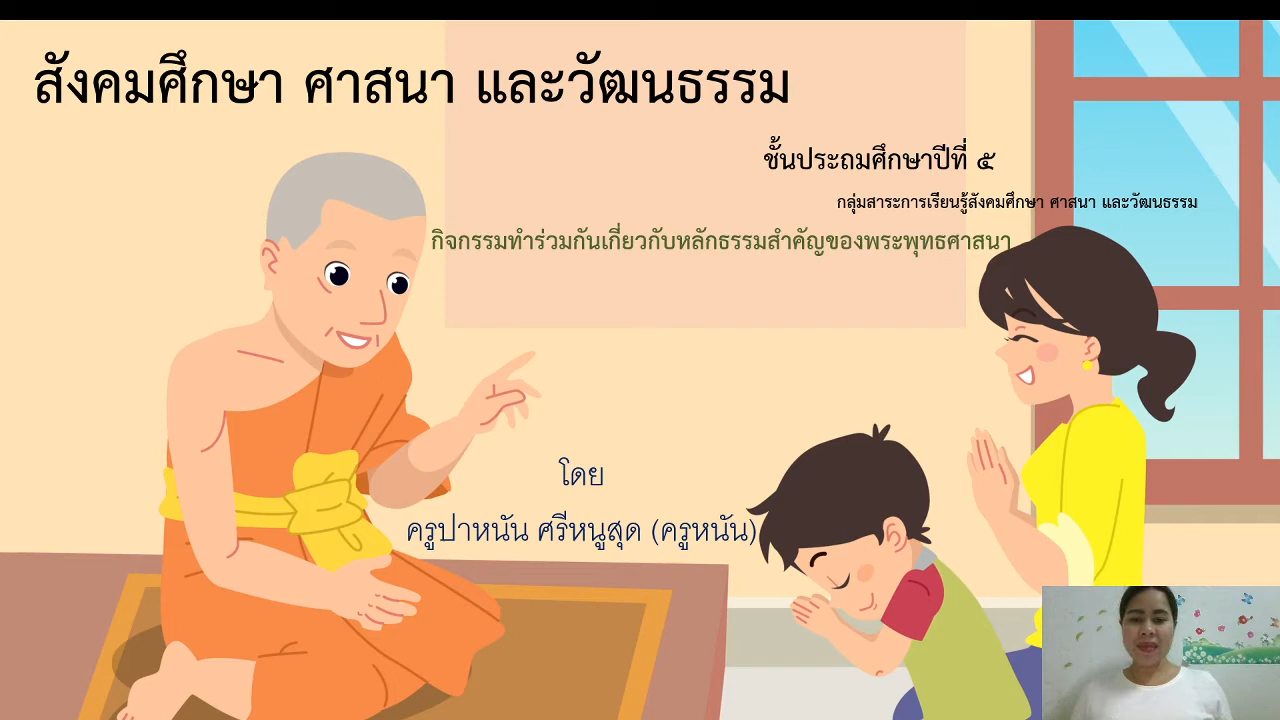 สังคมศึกษา ศาสนา และวัฒนธรรม
ชั้นประถมศึกษาปีที่ ๕
กลุ่มสาระการเรียนรู้สังคมศึกษา ศาสนา และวัฒนธรรม
กิจกรรมทำร่วมกันเกี่ยวกับหลักธรรมสำคัญของพระพุทธศาสนา
โดย
ครูปาหนัน ศรีหนูสุด (ครูหนัน)